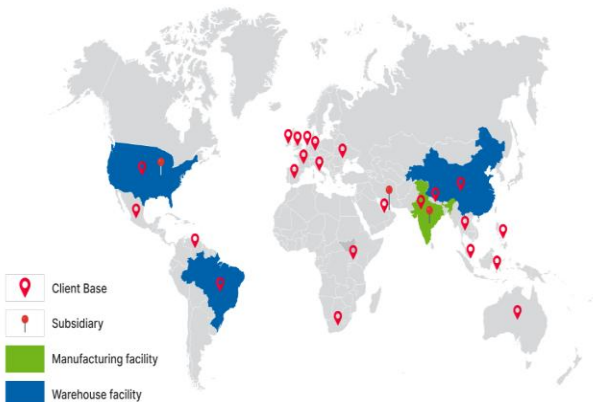 Client Base
Subsidiary
Manufacturing facility
Warehouse facility